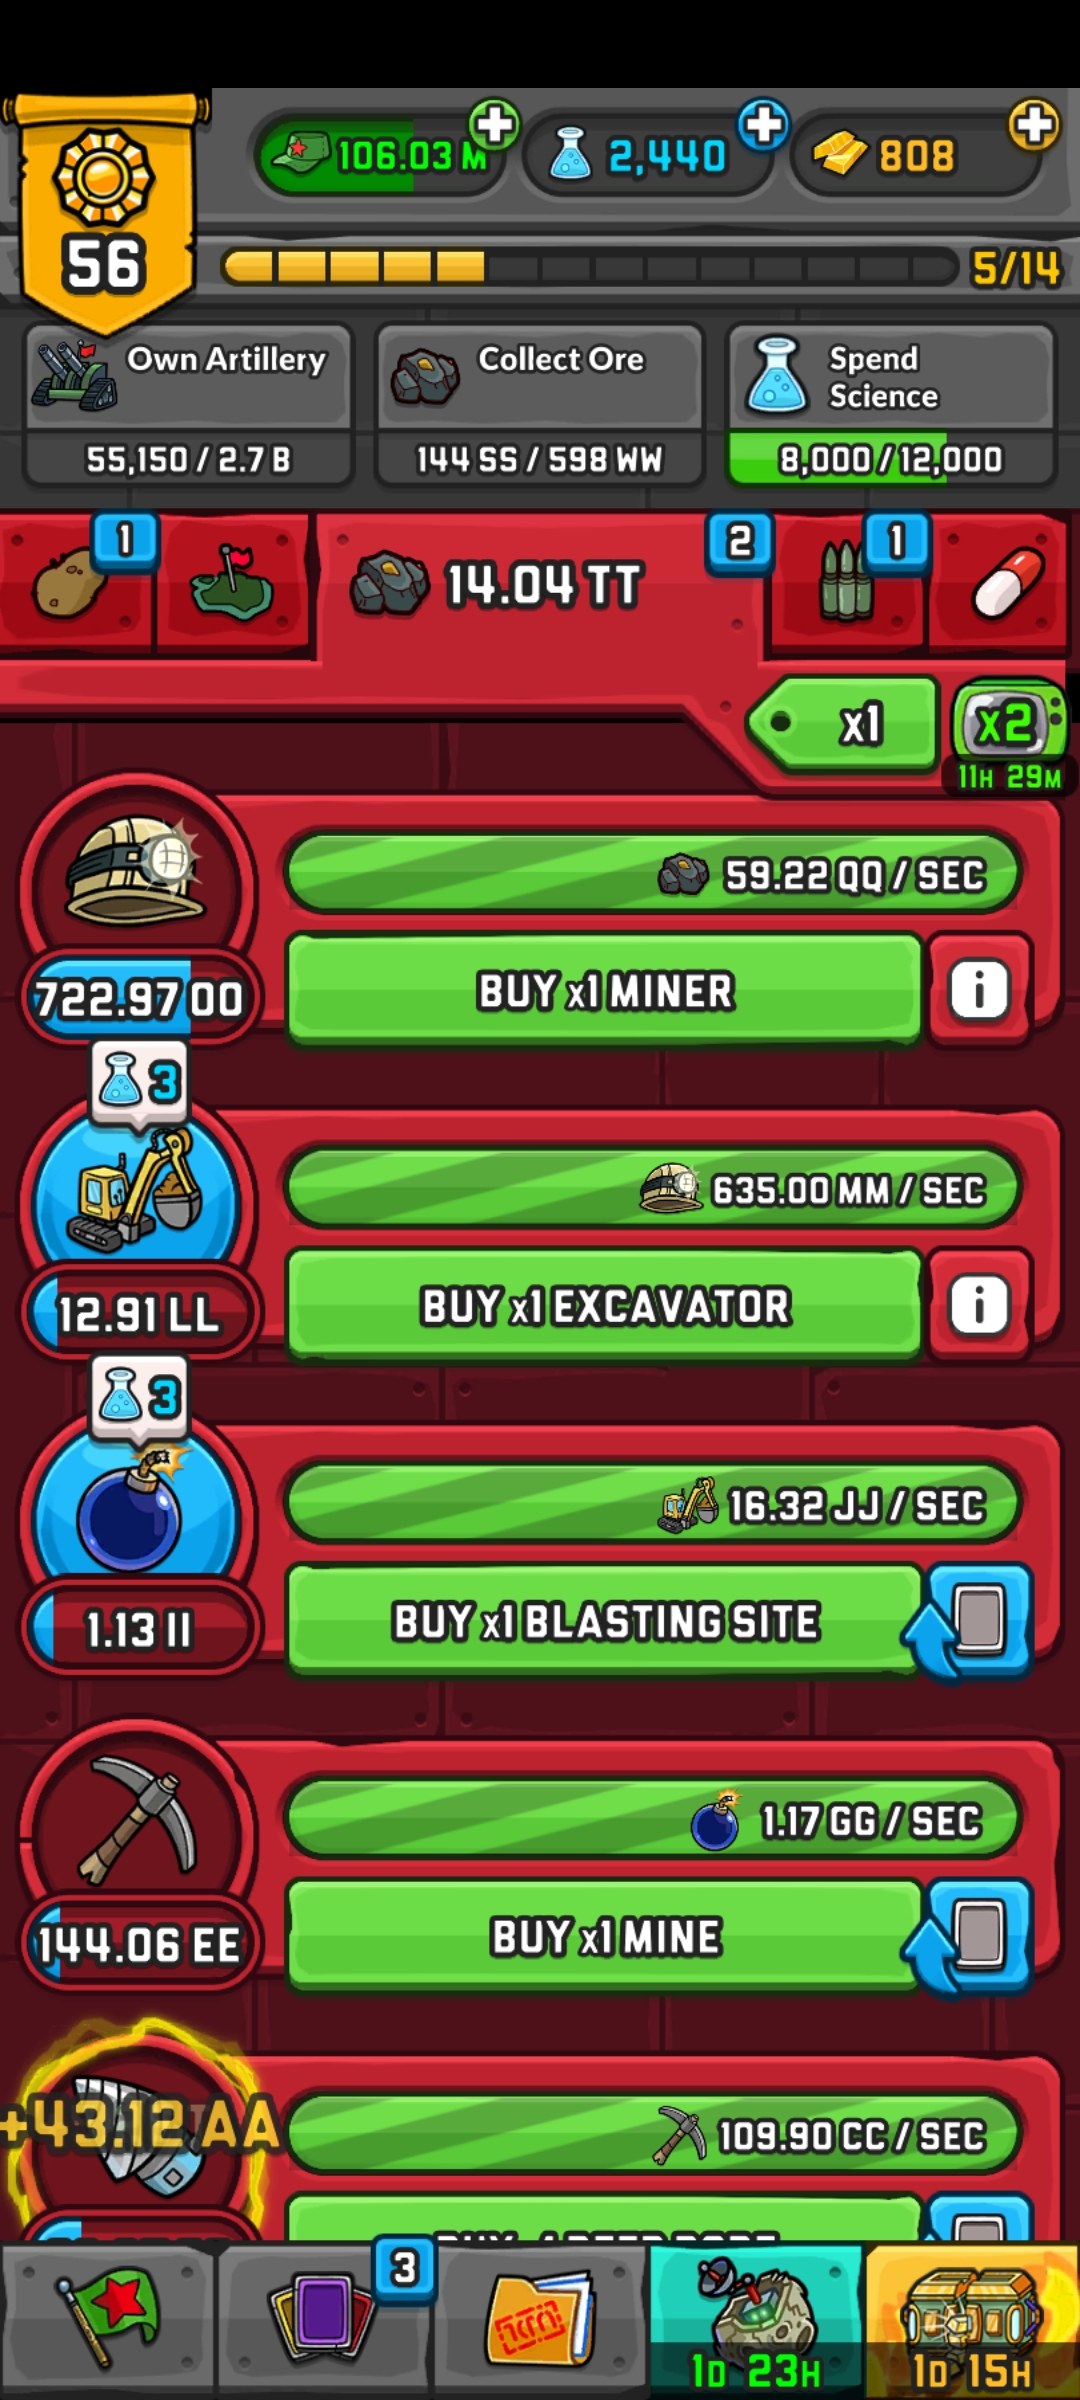 106.03 M
2,440
808
56
5/14
Own Artillery
55,150 / 2.7 B
Collect Ore
144 SS / 598 WW
Spend
Science
8,000 / 12,000
1
14.04 TT
2
1
x1
x2
11H 29M
59.22 QQ / SEC
722.97 OO
BUY x1 MINER
i
3
635.00 MM / SEC
12.91 LL
BUY x1 EXCAVATOR
i
3
16.32 JJ / SEC
1.13 II
BUY x1 BLASTING SITE
1.17 GG / SEC
144.06 EE
BUY x1 MINE
+43.12 AA
109.90 CC / SEC
3
1D 23H
1D 15H